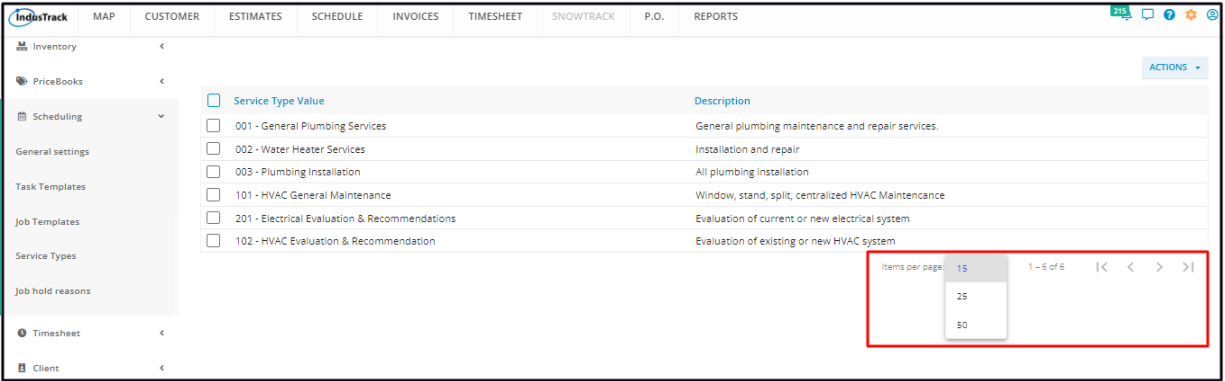 IndusTrack MAP CUSTOMER ESTIMATES SCHEDULE INVOICES TIMESHEET SNOWTRACK P.O. REPORTS 215
Inventory
PriceBooks
Scheduling
General settings
Task Templates
Job Templates
Service Types
Job hold reasons
Timesheet
Client
ACTIONS
Service Type Value Description
001 - General Plumbing Services General plumbing maintenance and repair services.
002 - Water Heater Services Installation and repair
003 - Plumbing Installation All plumbing installation
101 - HVAC General Maintenance Window, stand, split, centralized HVAC Maintencance
201 - Electrical Evaluation & Recommendations Evaluation of current or new electrical system
102 - HVAC Evaluation & Recommendation Evaluation of existing or new HVAC system
Items per page: 15 1 – 6 of 6
25
50